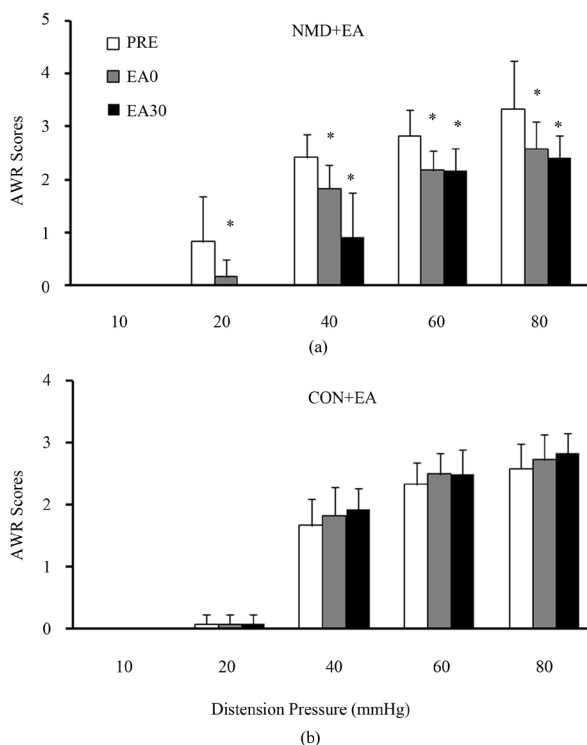 NMD+EA
PRE
EA0
EA30
AWR Scores
5
4
3
2
1
0
*
* *
* *
* *
10 20 40 60 80
(a)
CON+EA
AWR Scores
4
3
2
1
0
10 20 40 60 80
Distension Pressure (mmHg)
(b)